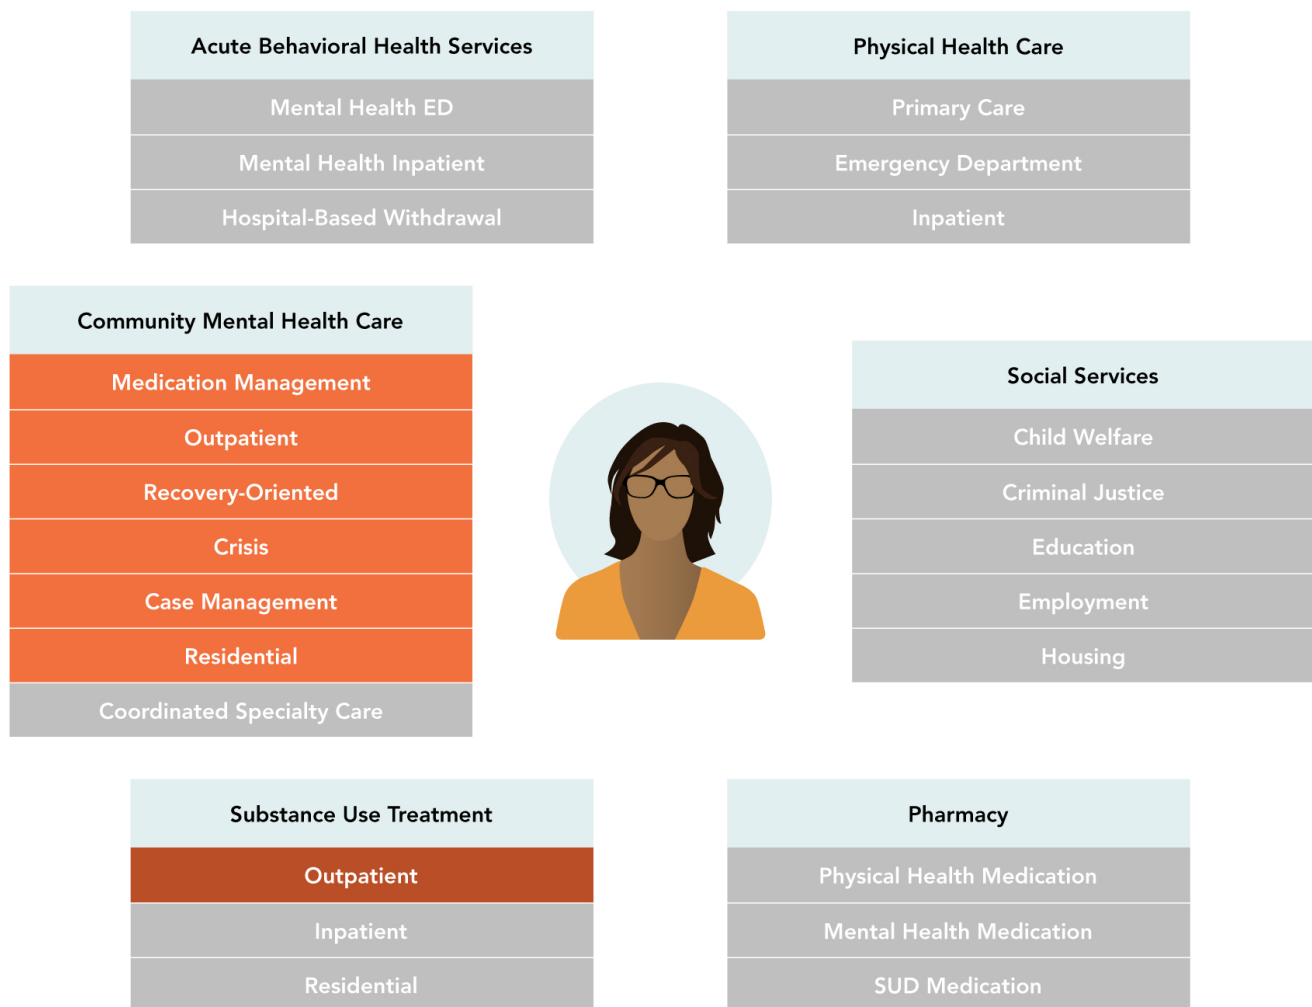 Acute Behavioral Health Services
Mental Health ED
Mental Health Inpatient
Hospital-Based Withdrawal
Physical Health Care
Primary Care
Emergency Department
Inpatient
Community Mental Health Care
Medication Management
Outpatient
Recovery-Oriented
Crisis
Case Management
Residential
Coordinated Specialty Care
Social Services
Child Welfare
Criminal Justice
Education
Employment
Housing
Substance Use Treatment
Outpatient
Inpatient
Residential
Pharmacy
Physical Health Medication
Mental Health Medication
SUD Medication